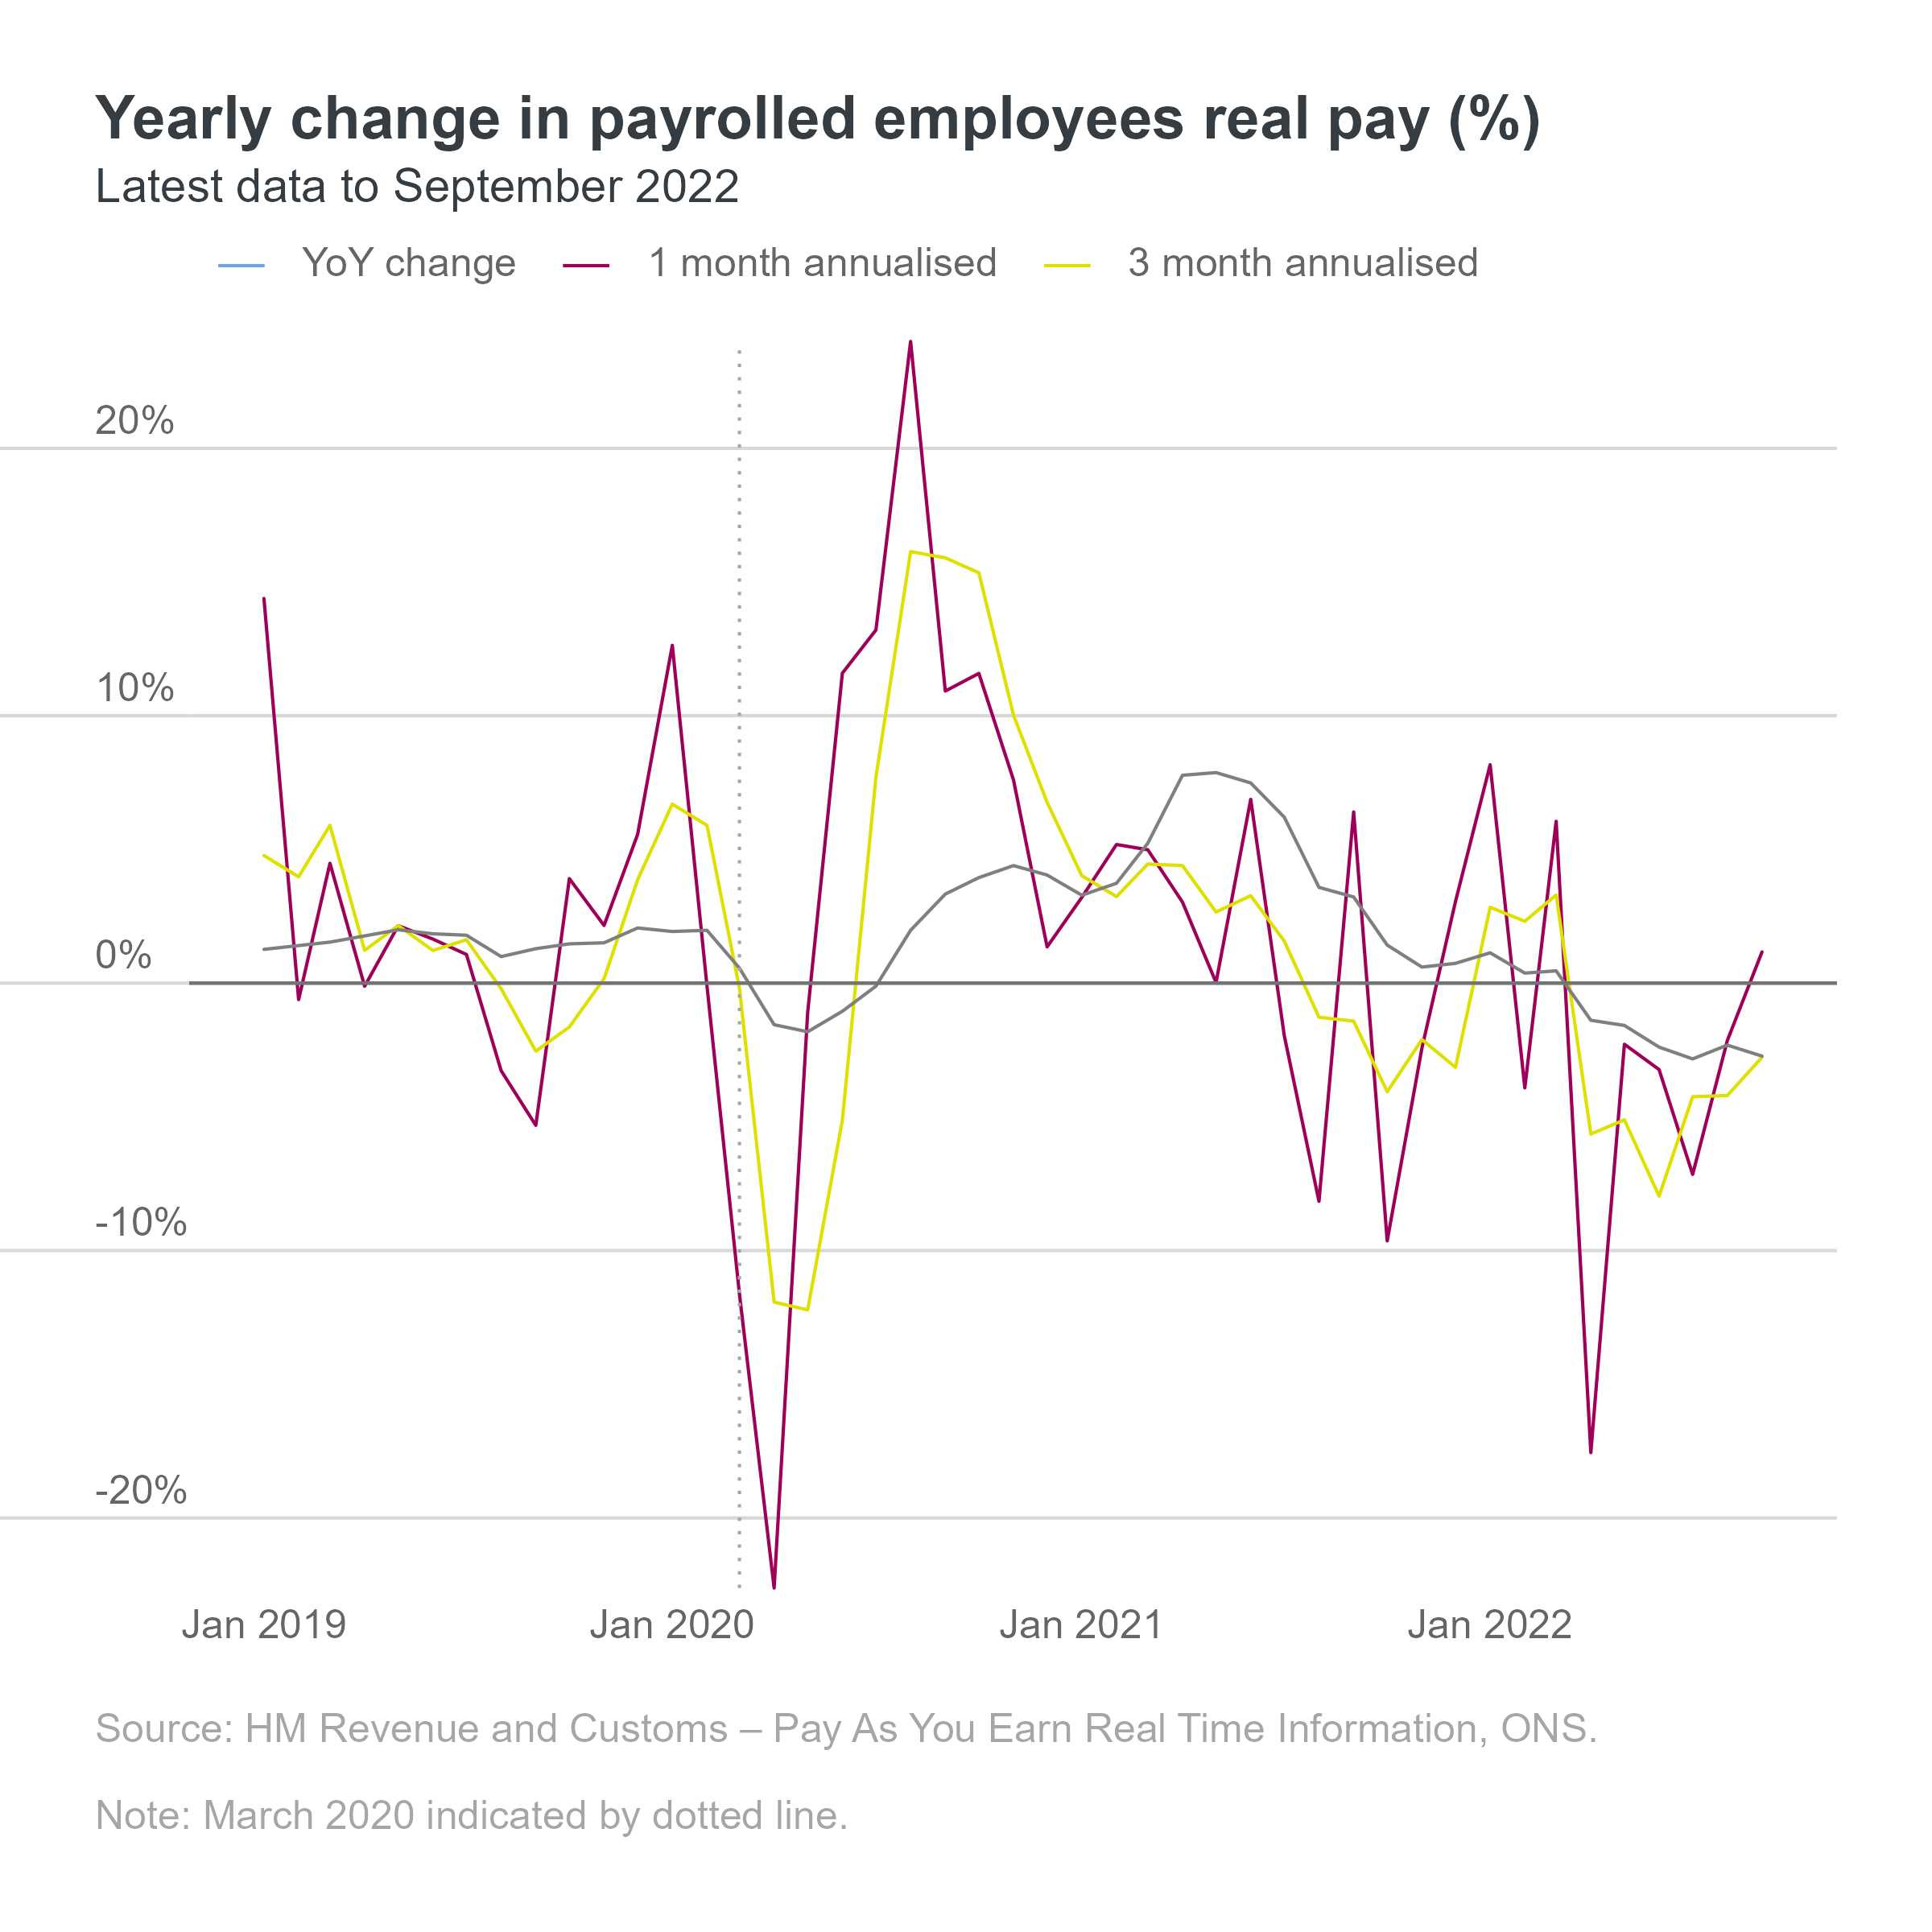 Yearly change in payrolled employees real pay (%)
Latest data to September 2022
YoY change 1 month annualised 3 month annualised
20%
10%
0%
-10%
-20%
Jan 2019 Jan 2020 Jan 2021 Jan 2022
Source: HM Revenue and Customs – Pay As You Earn Real Time Information, ONS.
Note: March 2020 indicated by dotted line.